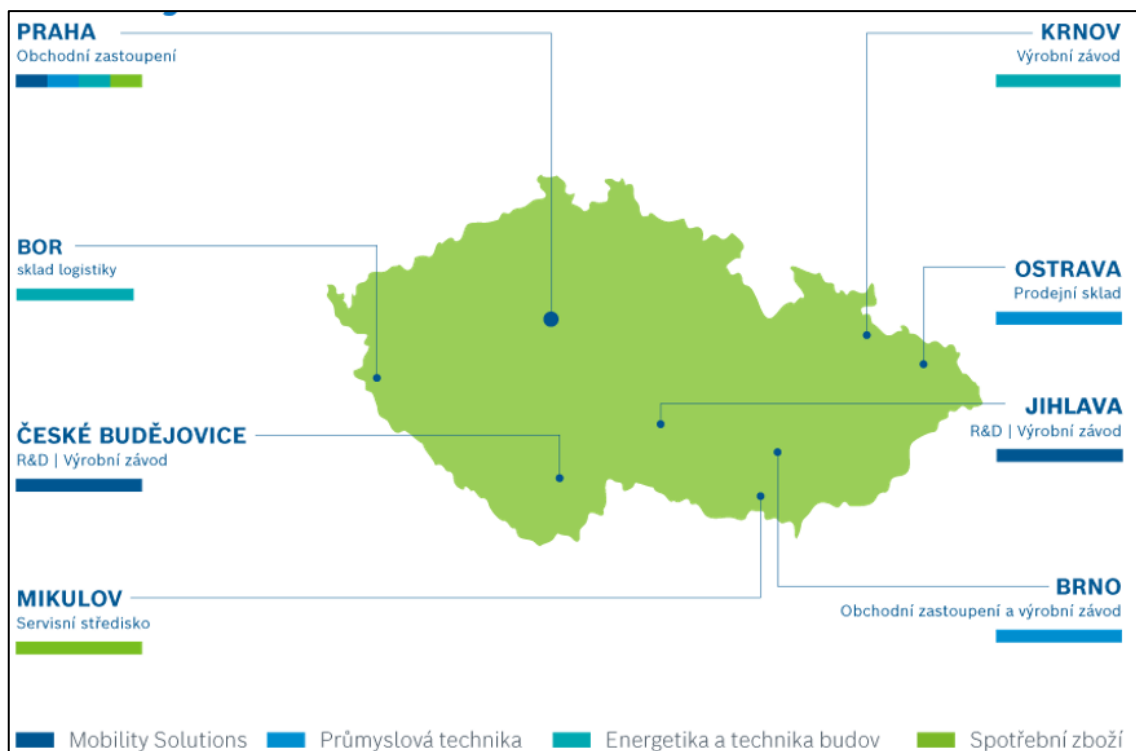 PRAHA
Obchodní zastoupení
KRNOV
Výrobní závod
BOR
sklad logistiky
OSTRAVA
Prodejní sklad
ČESKÉ BUDĚJOVICE
R&D | Výrobní závod
JIHLAVA
R&D | Výrobní závod
MIKULOV
Servisní středisko
BRNO
Obchodní zastoupení a výrobní závod
Mobility Solutions
Průmyslová technika
Energetika a technika budov
Spotřební zboží